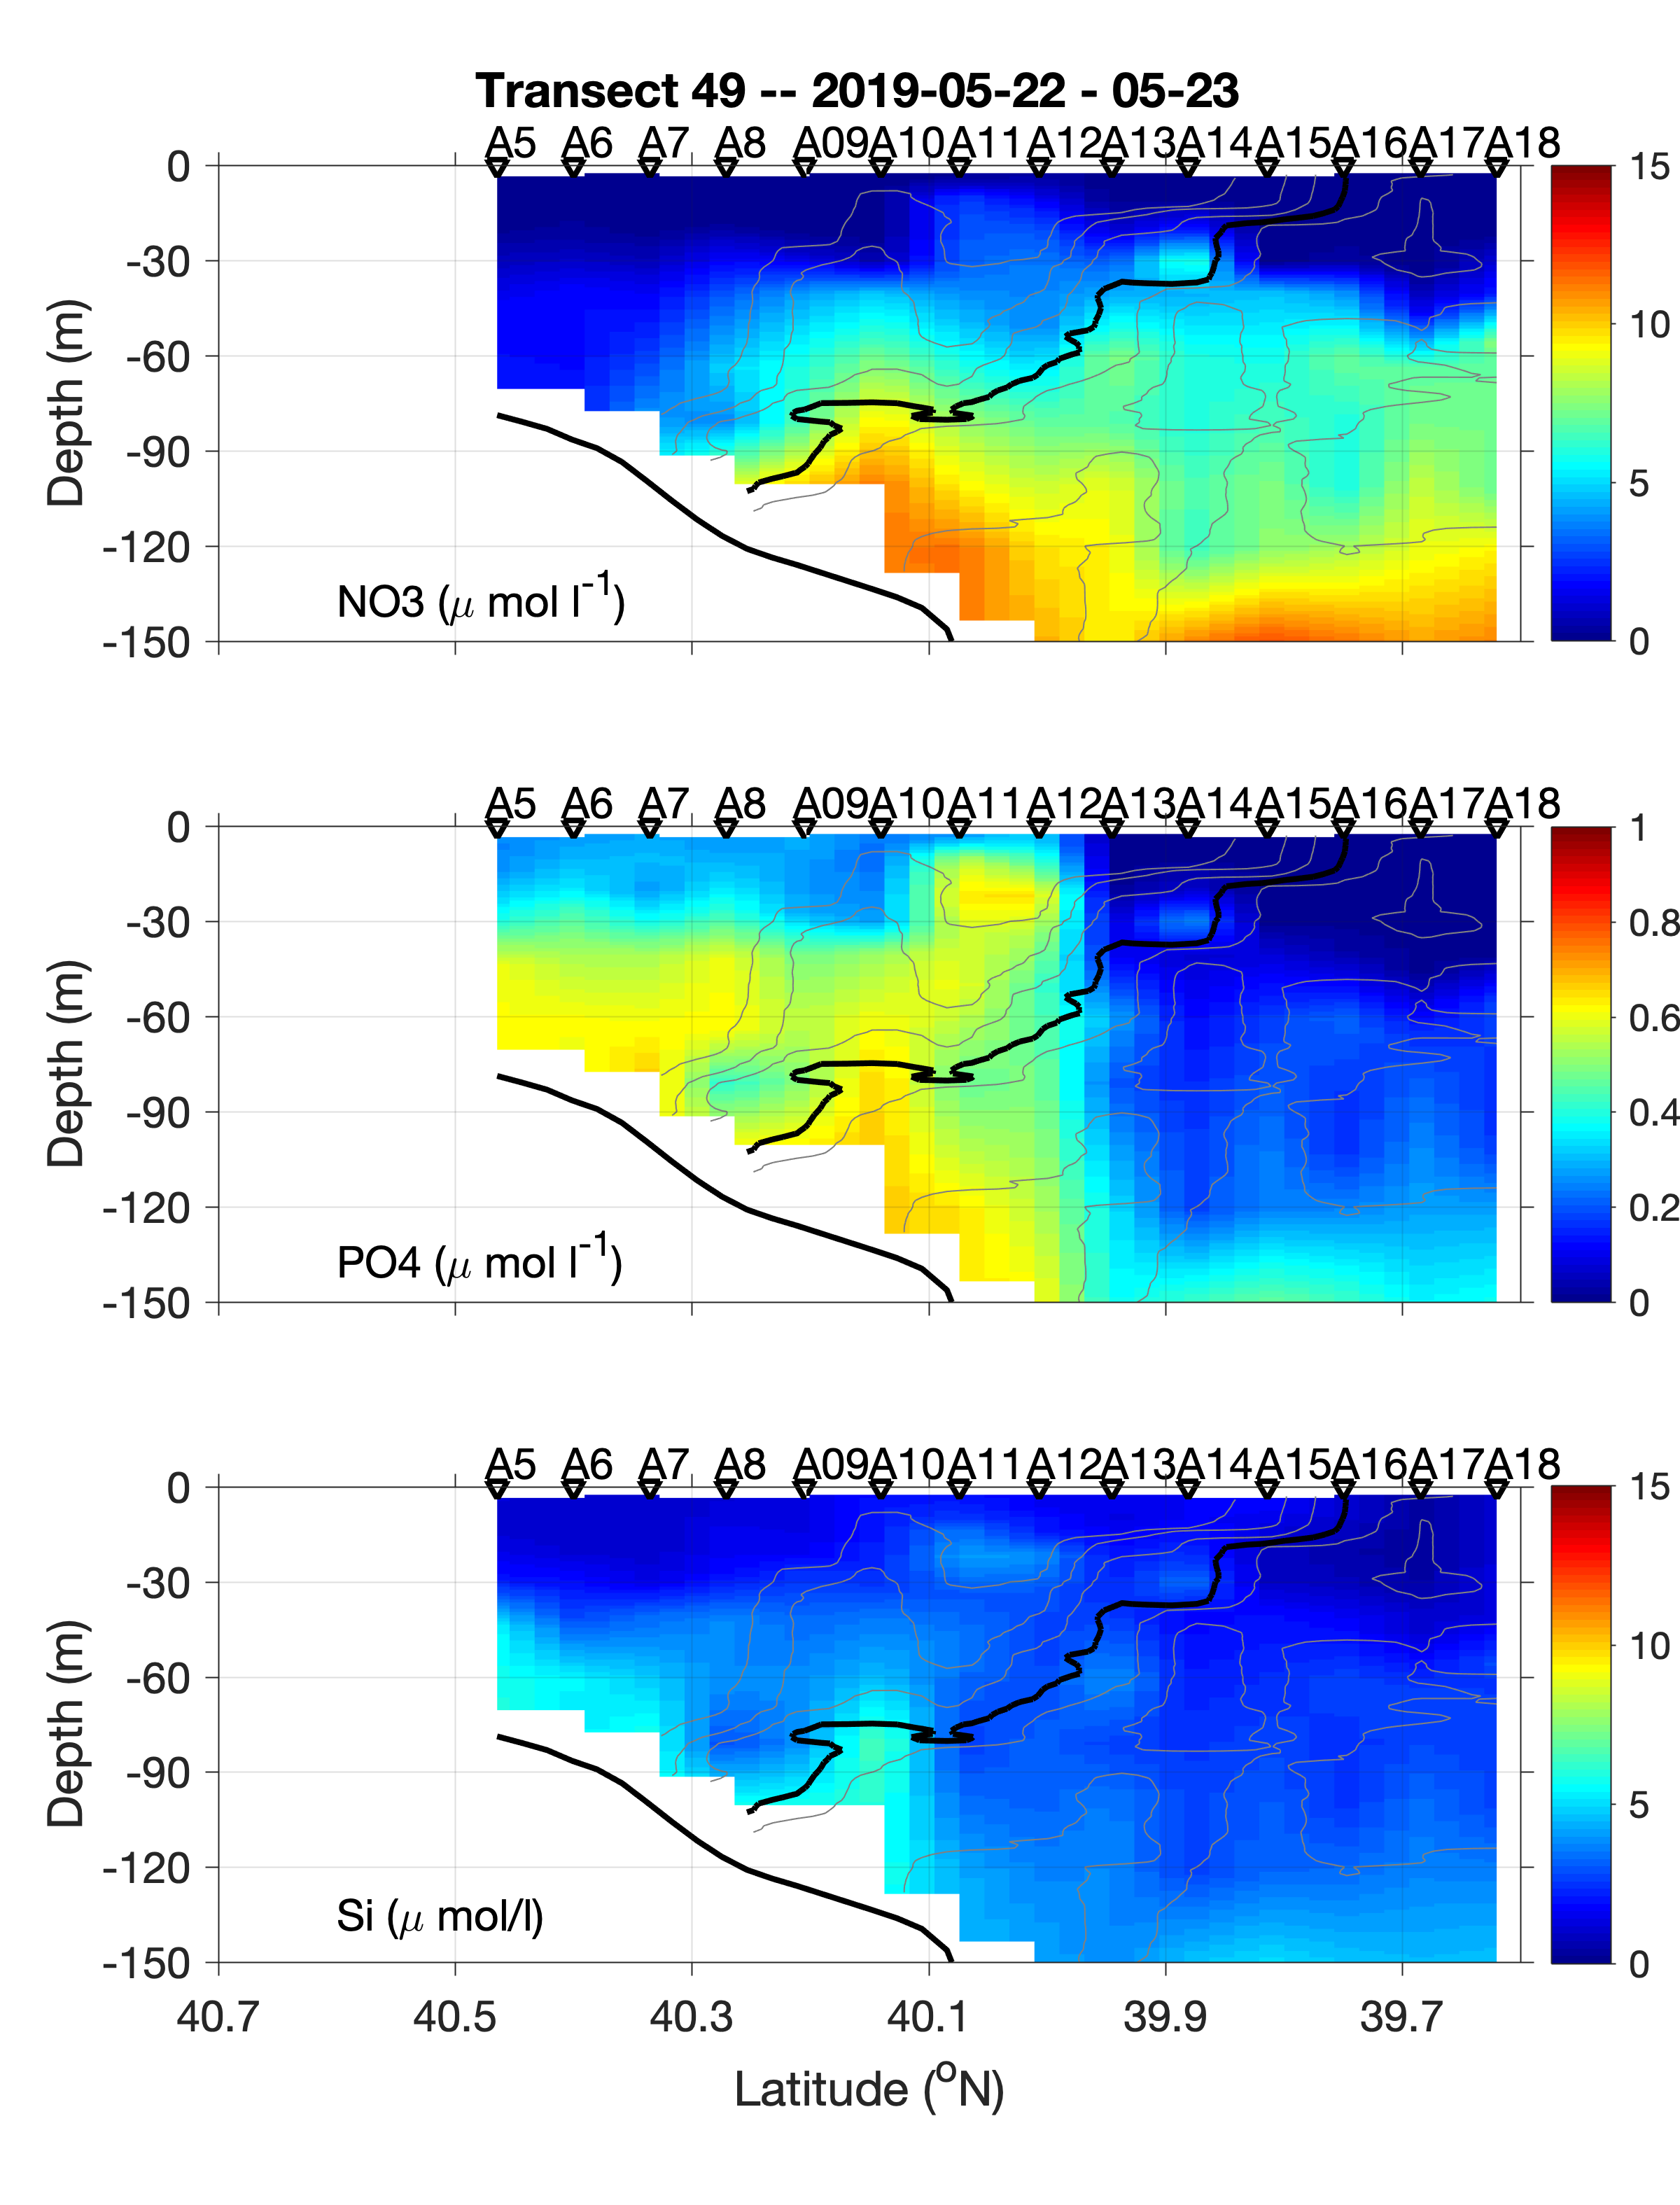 Transect 49 -- 2019-05-22 - 05-23
A5 A6 A7 A8 A09 A10 A11 A12 A13 A14 A15 A16 A17 A18
0
-30
-60
-90
-120
-150
Depth (m)
NO3 (μ mol l-1)
15
10
5
0
A5 A6 A7 A8 A09 A10 A11 A12 A13 A14 A15 A16 A17 A18
0
-30
-60
-90
-120
-150
Depth (m)
PO4 (μ mol l-1)
1
0.8
0.6
0.4
0.2
0
A5 A6 A7 A8 A09 A10 A11 A12 A13 A14 A15 A16 A17 A18
0
-30
-60
-90
-120
-150
Depth (m)
Si (μ mol/l)
15
10
5
0
40.7 40.5 40.3 40.1 39.9 39.7
Latitude (oN)